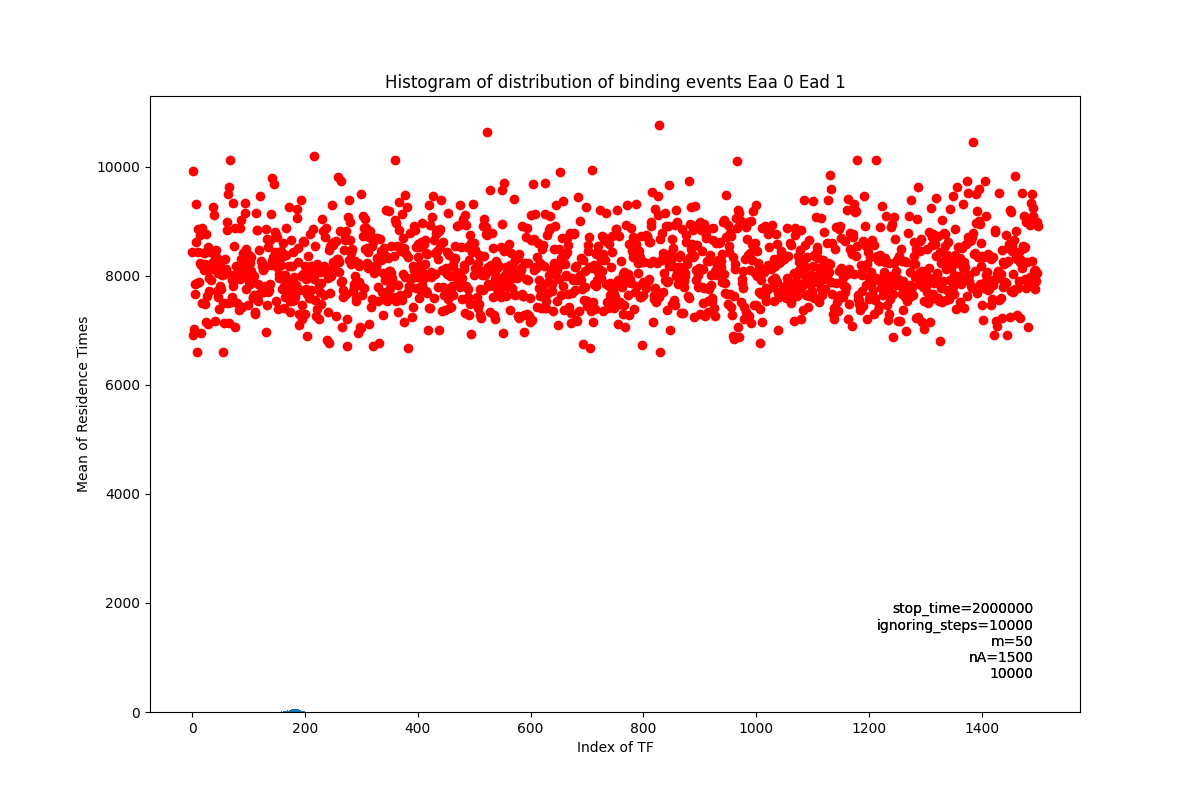 Histogram of distribution of binding events Eaa 0 Ead 1
10000
8000
6000
4000
2000
0
Mean of Residence Times
stop_time=2000000
ignoring_steps=10000
m=50
nA=1500
10000
0 200 400 600 800 1000 1200 1400
Index of TF